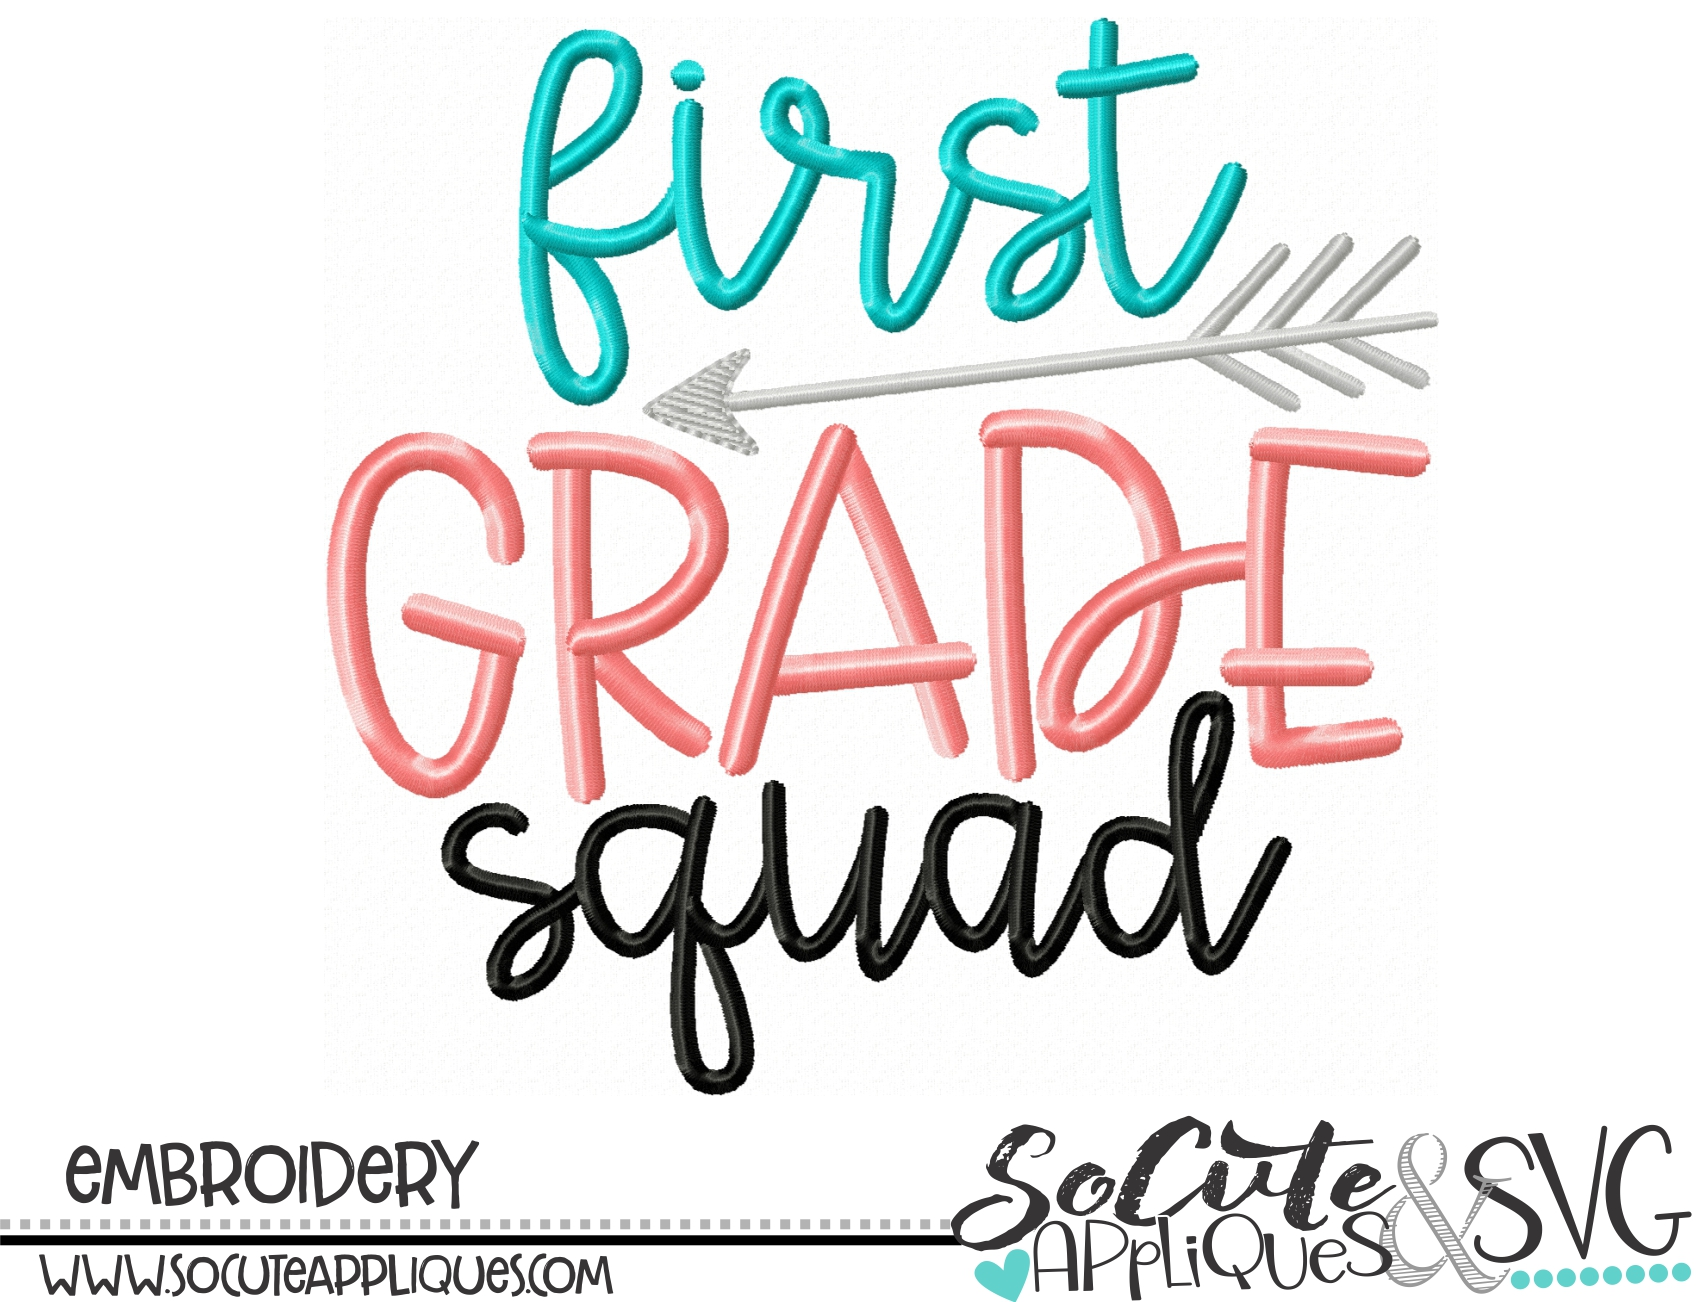 first
GRADE
squad
EMBROIDERY
WWW.SOCUTEAPPLIQUES.COM
SoCute
APPLIQUES & SVG